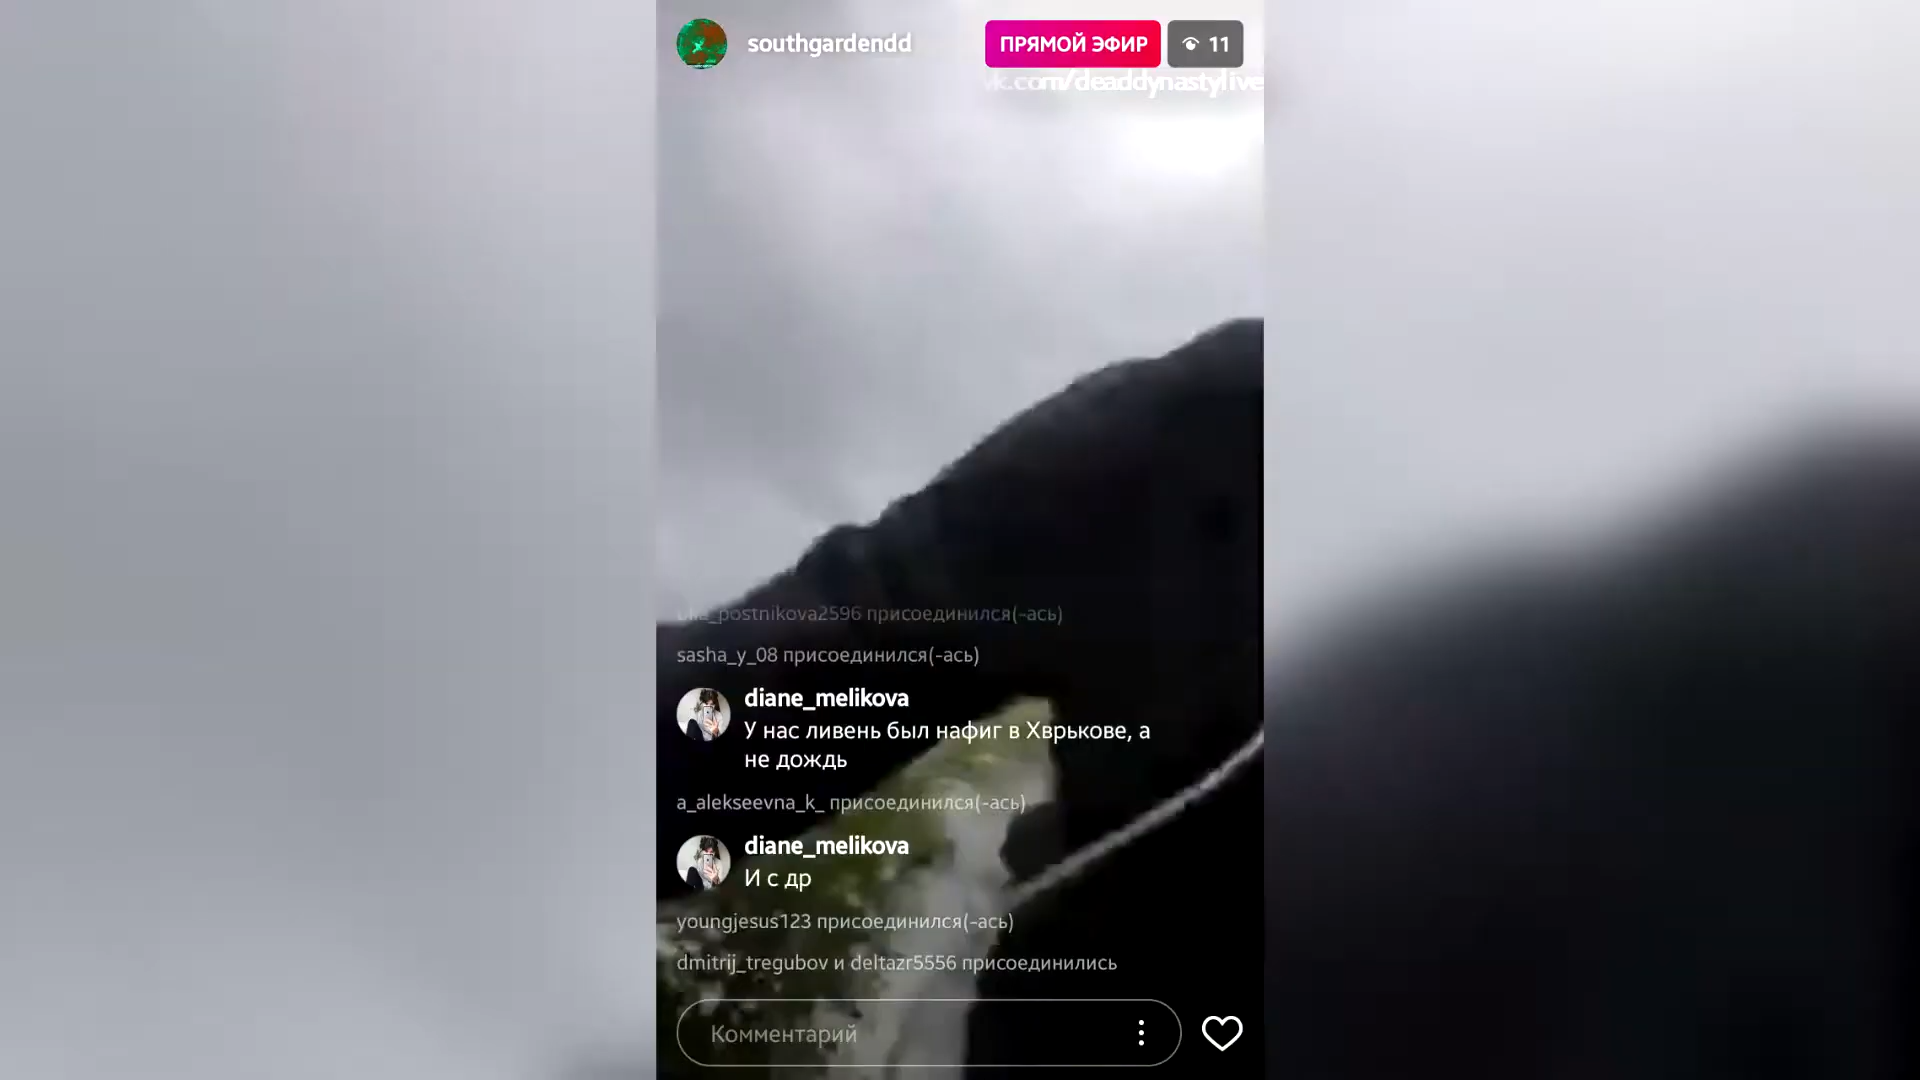 southgardendd
ПРЯМОЙ ЭФИР
11
vk.com/deaddynastylive
_postnikova2596 присоединился(-ась)
sasha_y_08 присоединился(-ась)
diane_melikova
У нас ливень был нафиг в Хврькове, а
не дождь
a_alekseevna_k_ присоединился(-ась)
diane_melikova
И с др
youngjesus123 присоединился(-ась)
dmitrij_tregubov и deltazr5556 присоединились
Комментарий